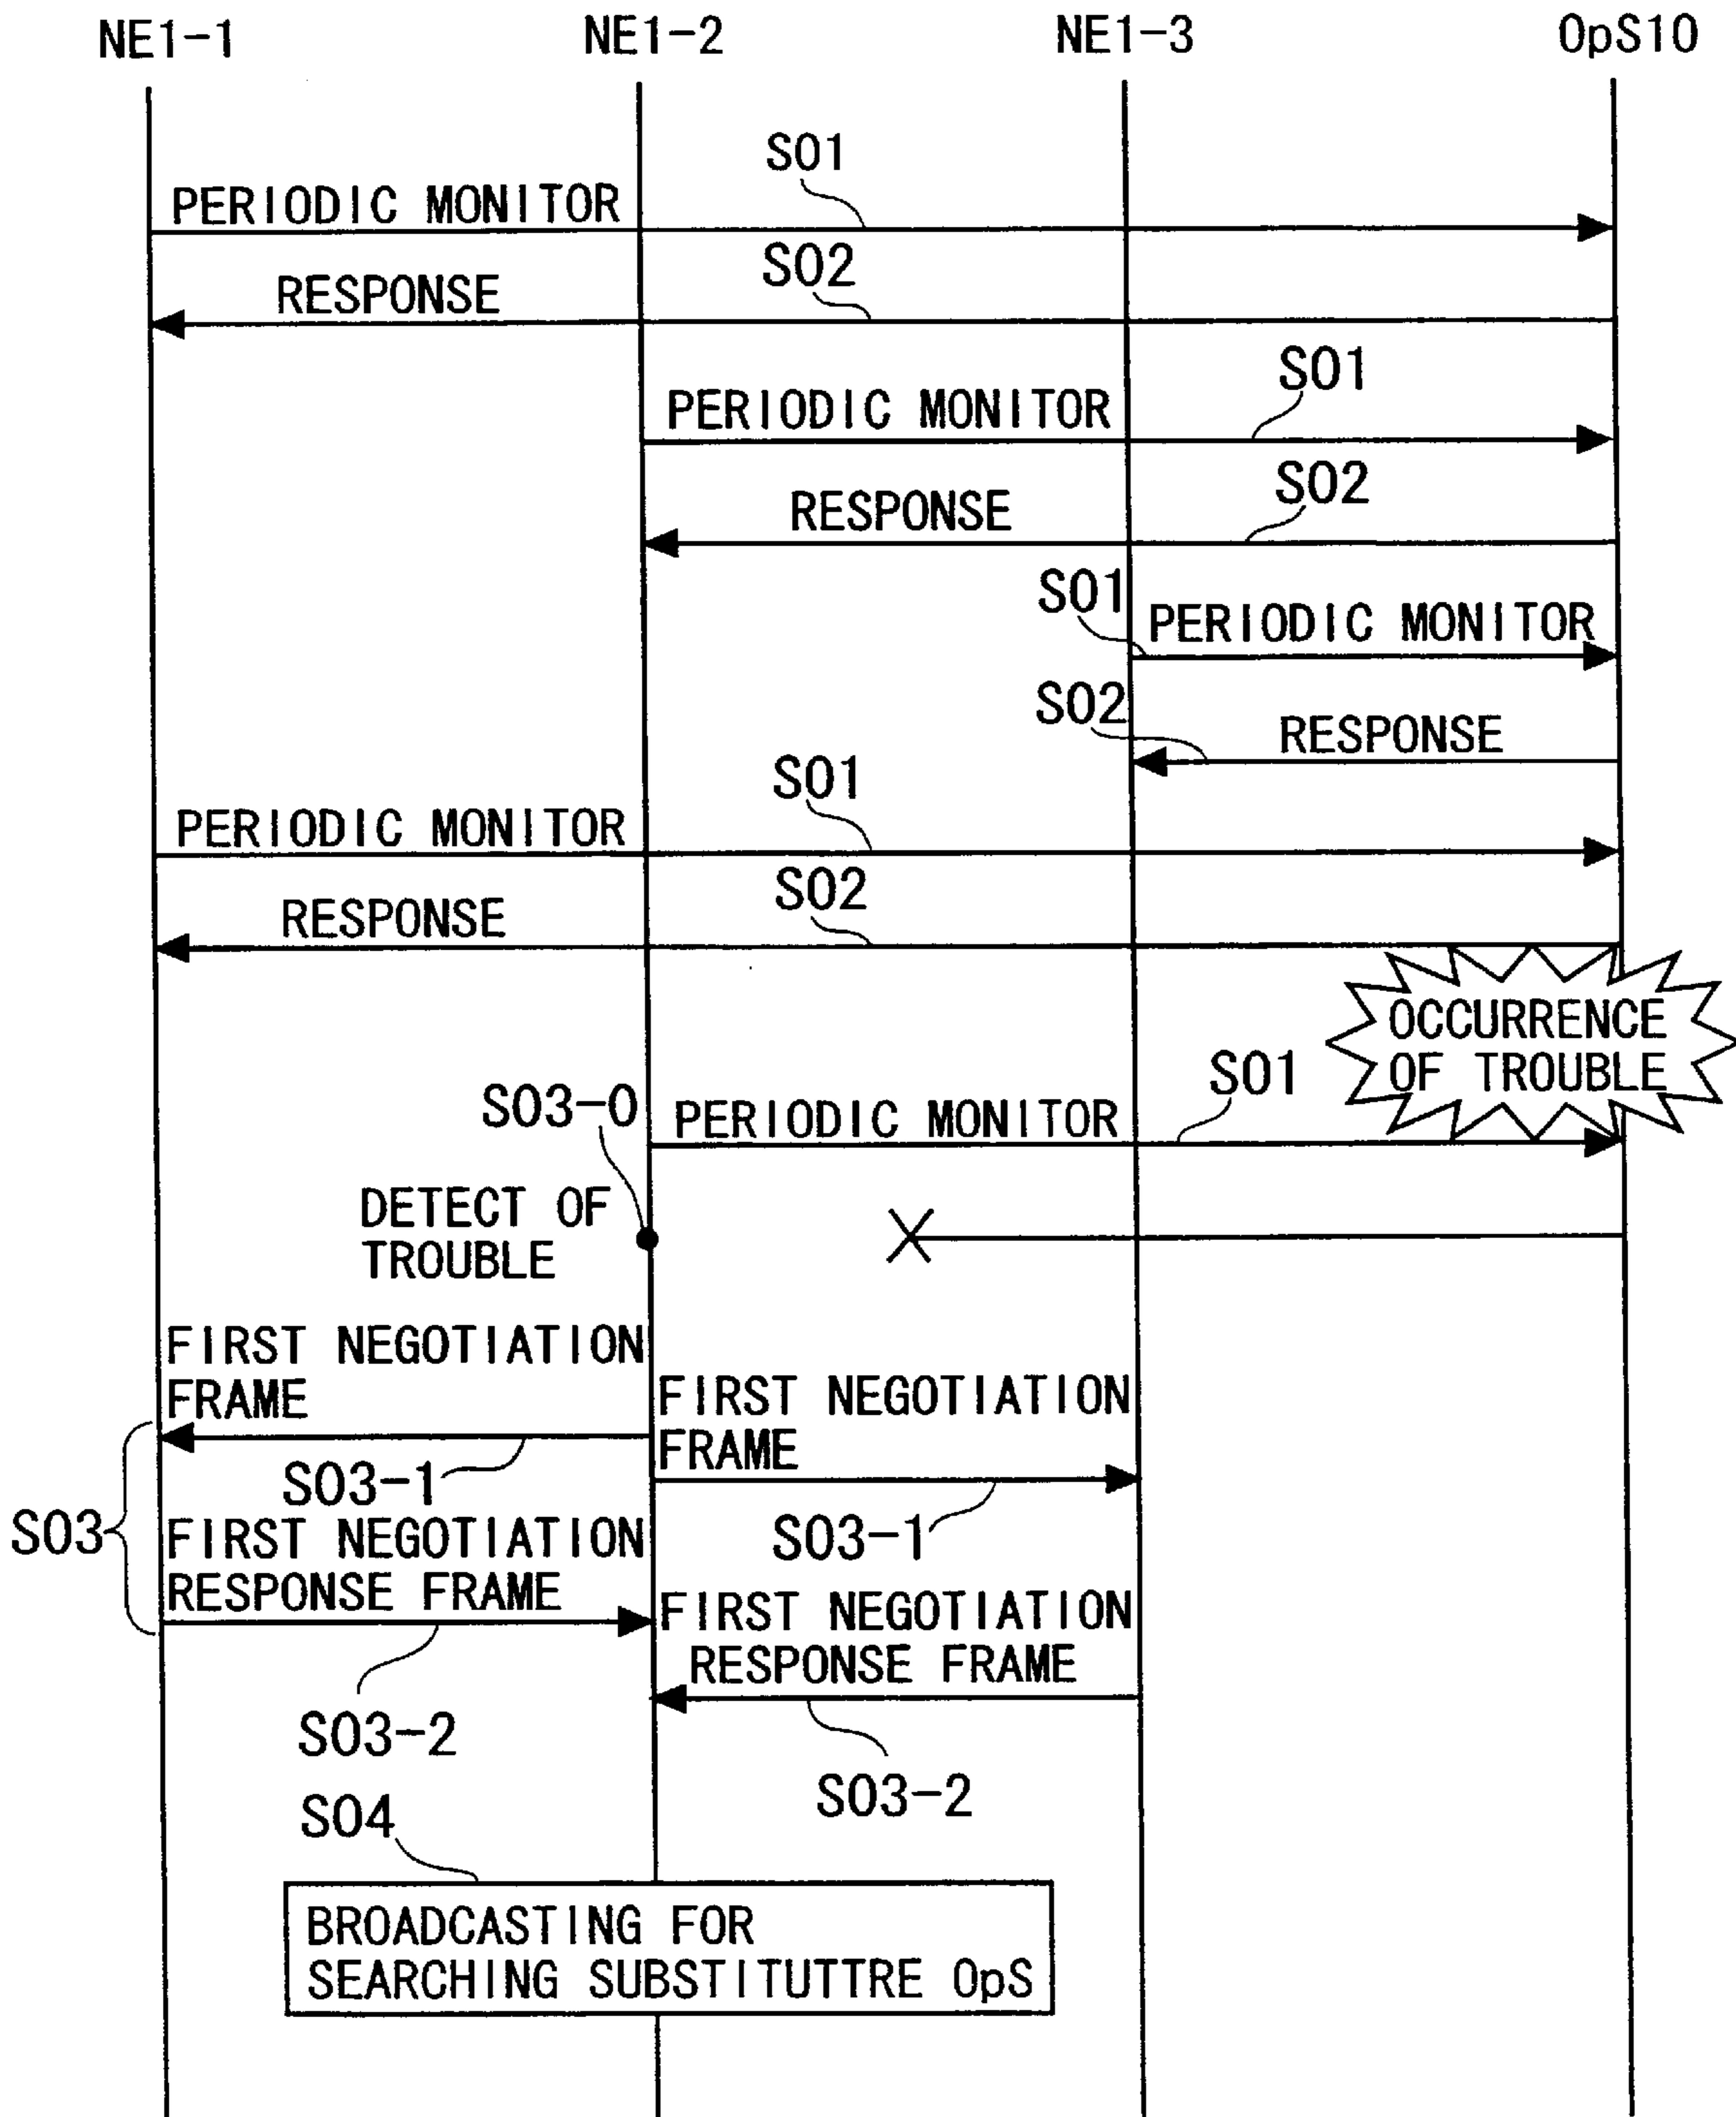 NE1-1 NE1-2 NE1-3 OpS10
S01
PERIODIC MONITOR
S02
RESPONSE
S01
PERIODIC MONITOR
S02
RESPONSE
S01
PERIODIC MONITOR
S02
RESPONSE
S01
PERIODIC MONITOR
S02
RESPONSE
OCCURRENCE
OF TROUBLE
S01
S03-0
PERIODIC MONITOR
DETECT OF
TROUBLE
FIRST NEGOTIATION
FRAME
FIRST NEGOTIATION
FRAME
S03-1
S03
FIRST NEGOTIATION
RESPONSE FRAME
S03-1
FIRST NEGOTIATION
RESPONSE FRAME
S03-2
S03-2
S04
BROADCASTING FOR
SEARCHING SUBSTITUTTRE OpS